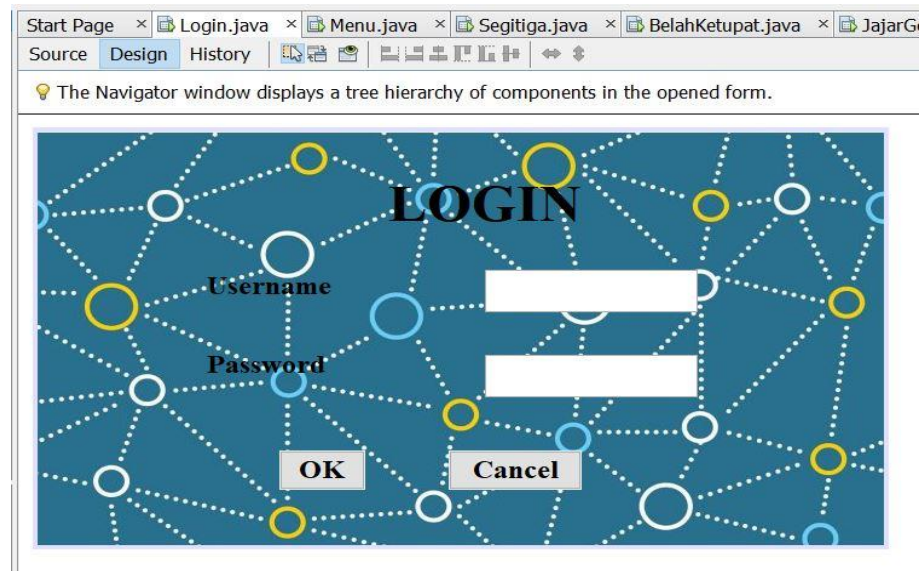 Start Page Login.java Menu.java Segitiga.java BelahKetupat.java
Source Design History
The Navigator window displays a tree hierarchy of components in the opened form.
LOGIN
Username
Password
OK Cancel